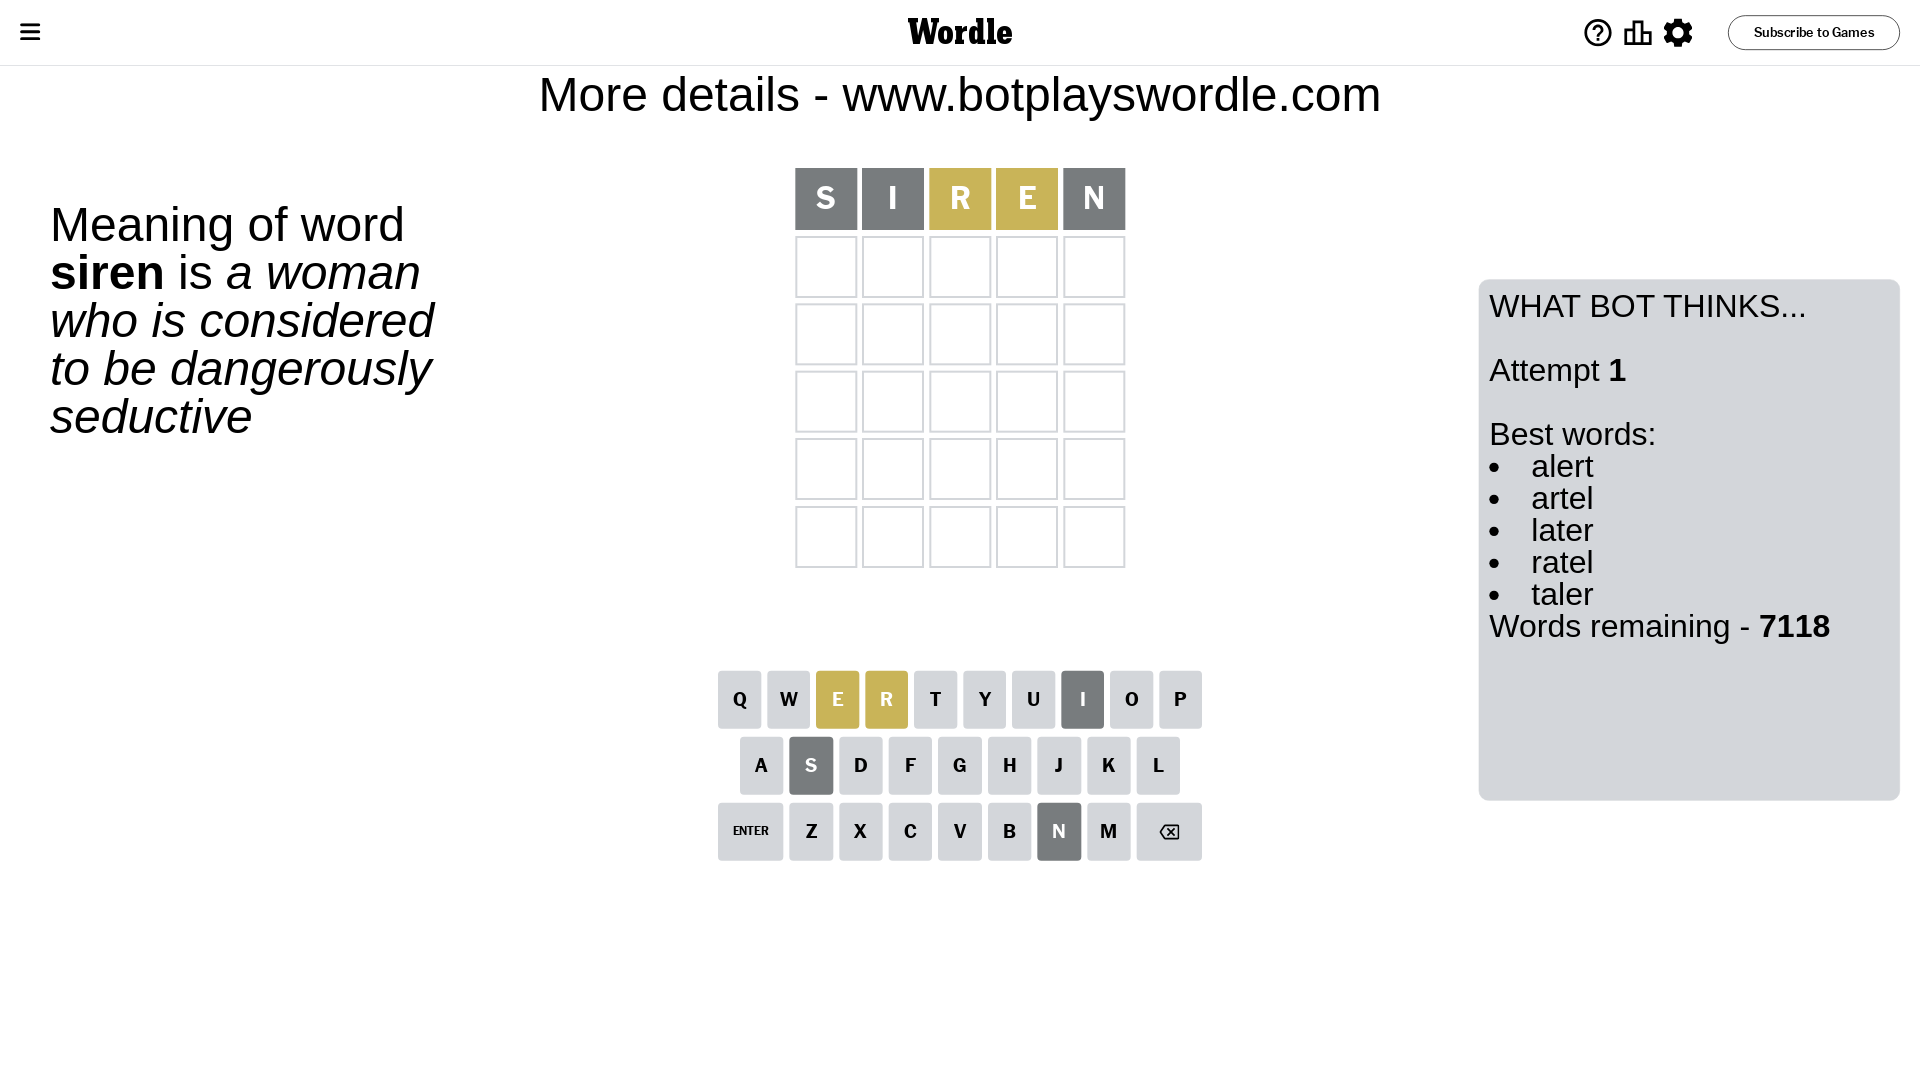 Wordle
Subscribe to Games
More details - www.botplayswordle.com
Meaning of word
siren is a woman
who is considered
to be dangerously
seductive
S I R E N
WHAT BOT THINKS...
Attempt 1
Best words:
• alert
• artel
• later
• ratel
• taler
Words remaining - 7118
Q W E R T Y U I O P
A S D F G H J K L
ENTER Z X C V B N M